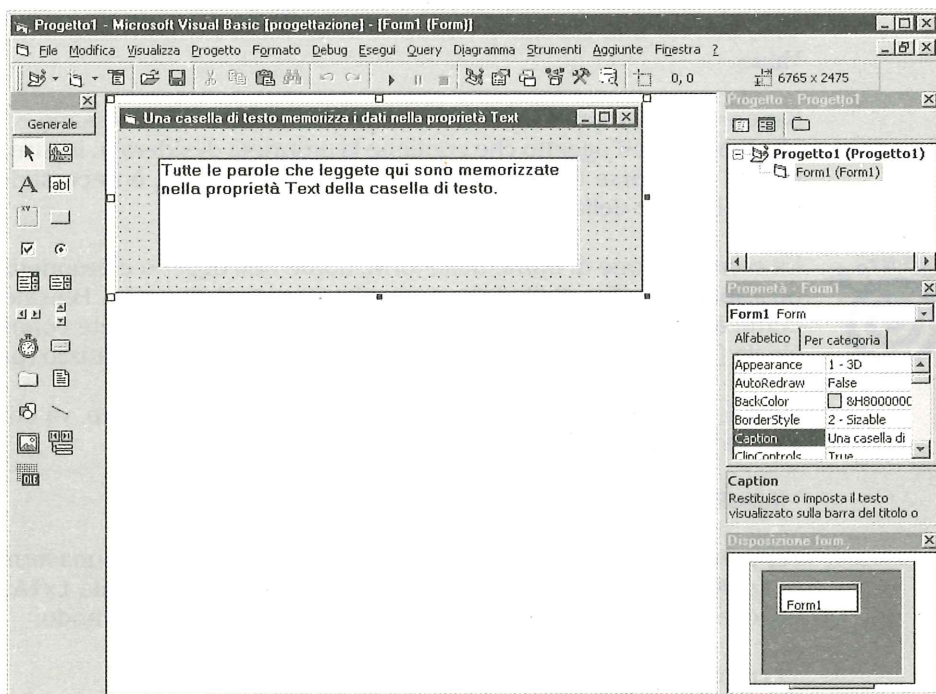 Progetto1 - Microsoft Visual Basic [progettazione] - [Form1 (Form)]
File Modifica Visualizza Progetto Formato Debug Esegui Query Diagramma Strumenti Aggiunte Finestra ?
0, 0 6765 x 2475
Generale
Una casella di testo memorizza i dati nella proprietà Text
Tutte le parole che leggete qui sono memorizzate
nella proprietà Text della casella di testo.
Progetto - Progetto1
Progetto1 (Progetto1)
Form1 (Form1)
Proprietà - Form1
Form1 Form
Alfabetico Per categoria
Appearance 1 - 3D
AutoRedraw False
BackColor &H8000000
BorderStyle 2 - Sizable
Caption Una casella di
ClipControls True
Caption
Restituisce o imposta il testo
visualizzato sulla barra del titolo o
Disposizione form
Form1